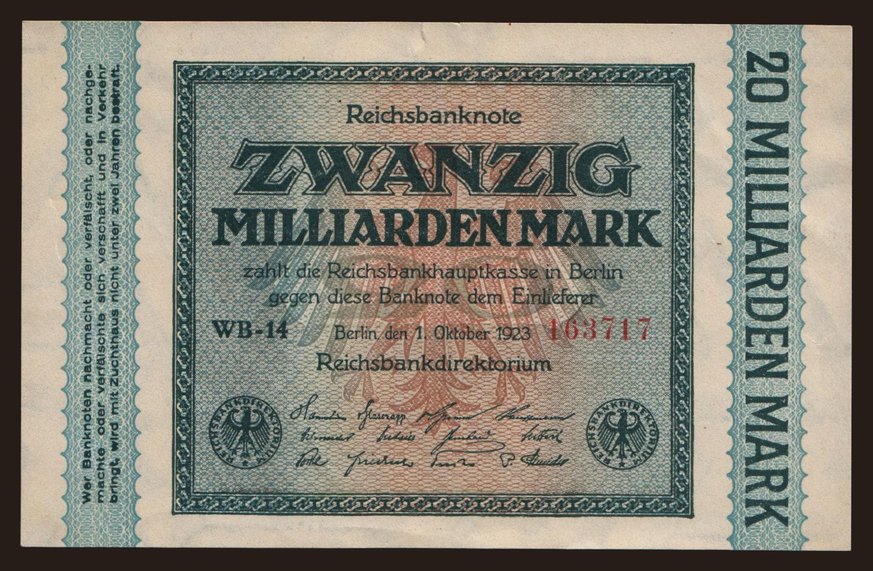 Wer Banknoten nachmacht oder verfälscht, oder nachge-
machte oder verfälschte sich verschafft und in Verkehr
bringt, wird mit Zuchthaus nicht unter zwei Jahren bestraft.
Reichsbanknote
ZWANZIG
MILLIARDEN MARK
zahlt die Reichsbankhauptkasse in Berlin
gegen diese Banknote dem Einlieferer
WB-14 Berlin, den 1. Oktober 1923 163717
Reichsbankdirektorium
REICHSBANKDIREKTORIUM
REICHSBANKDIREKTORIUM
20 MILLIARDEN MARK